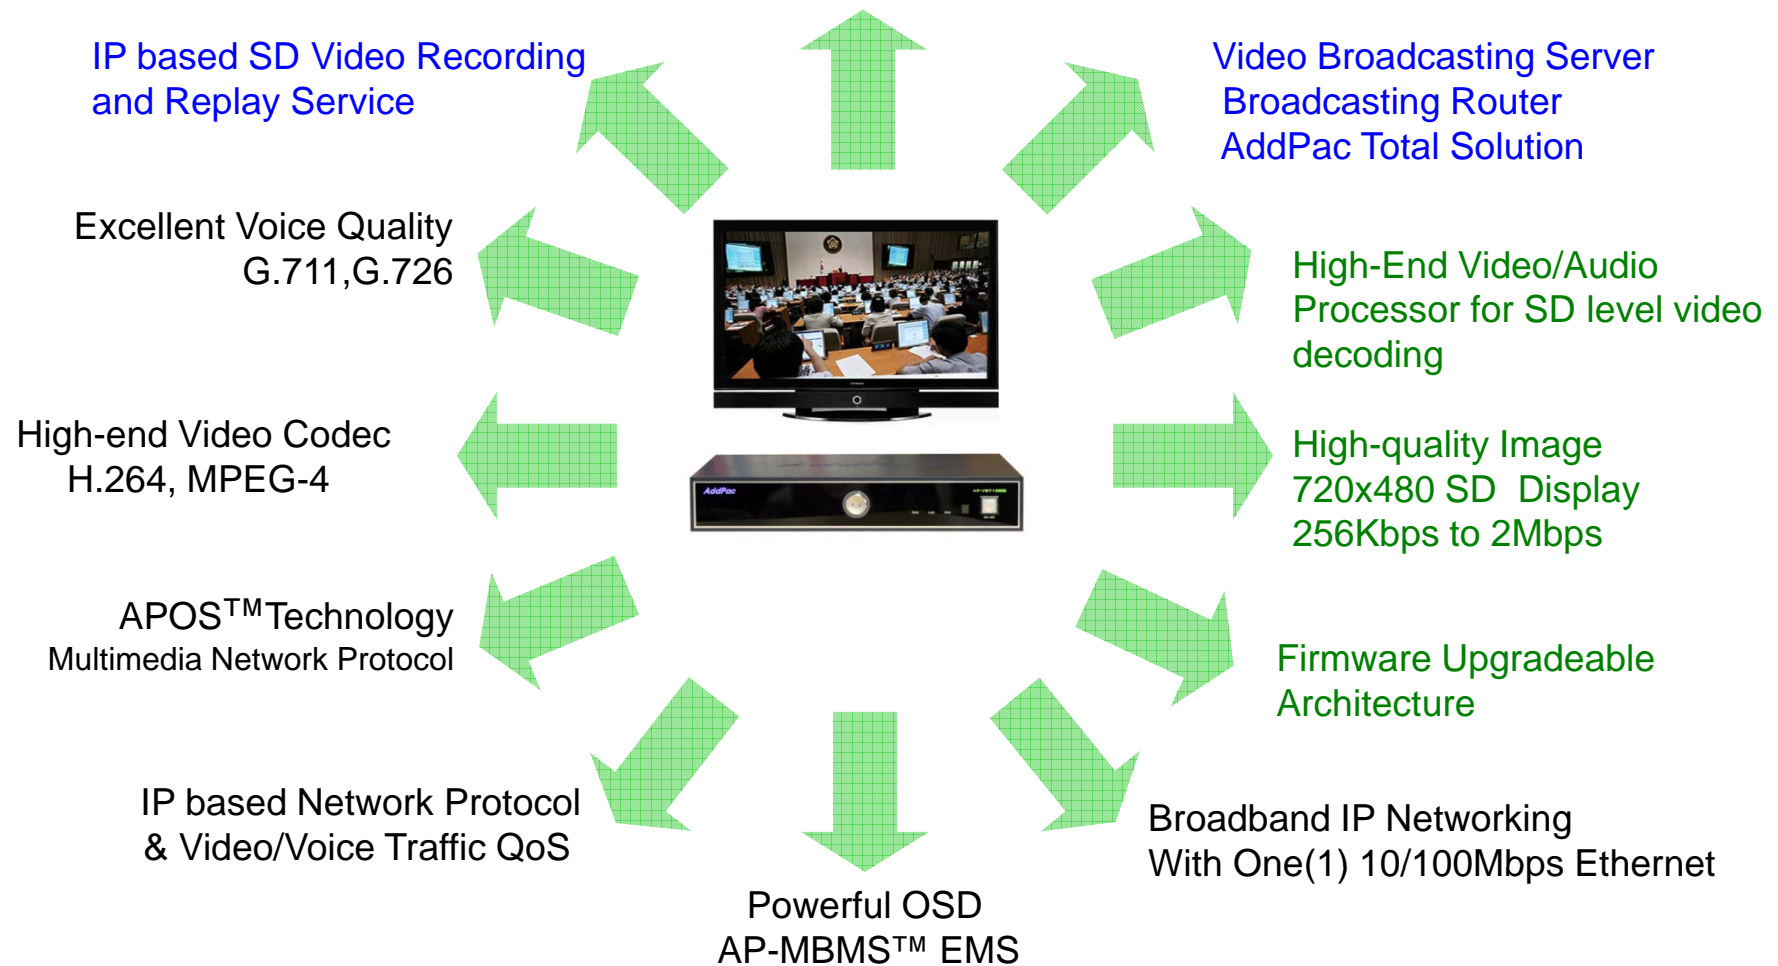 IP based SD Video Recording
and Replay Service
Video Broadcasting Server
Broadcasting Router
AddPac Total Solution
Excellent Voice Quality
G.711,G.726
High-End Video/Audio
Processor for SD level video
decoding
High-end Video Codec
H.264, MPEG-4
High-quality Image
720x480 SD Display
256Kbps to 2Mbps
AddPac
APOS™Technology
Multimedia Network Protocol
Firmware Upgradeable
Architecture
IP based Network Protocol
& Video/Voice Traffic QoS
Broadband IP Networking
With One(1) 10/100Mbps Ethernet
Powerful OSD
AP-MBMS™ EMS